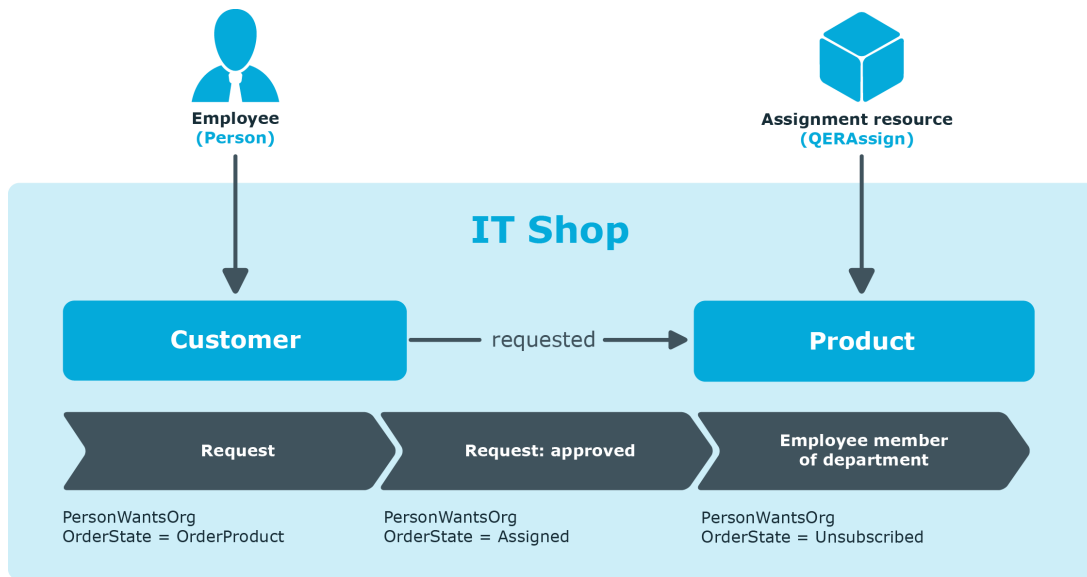 Employee
(Person)
Assignment resource
(QERAssign)
IT Shop
Customer
requested
Product
Request
Request: approved
Employee member
of department
PersonWantsOrg
OrderState = OrderProduct
PersonWantsOrg
OrderState = Assigned
PersonWantsOrg
OrderState = Unsubscribed